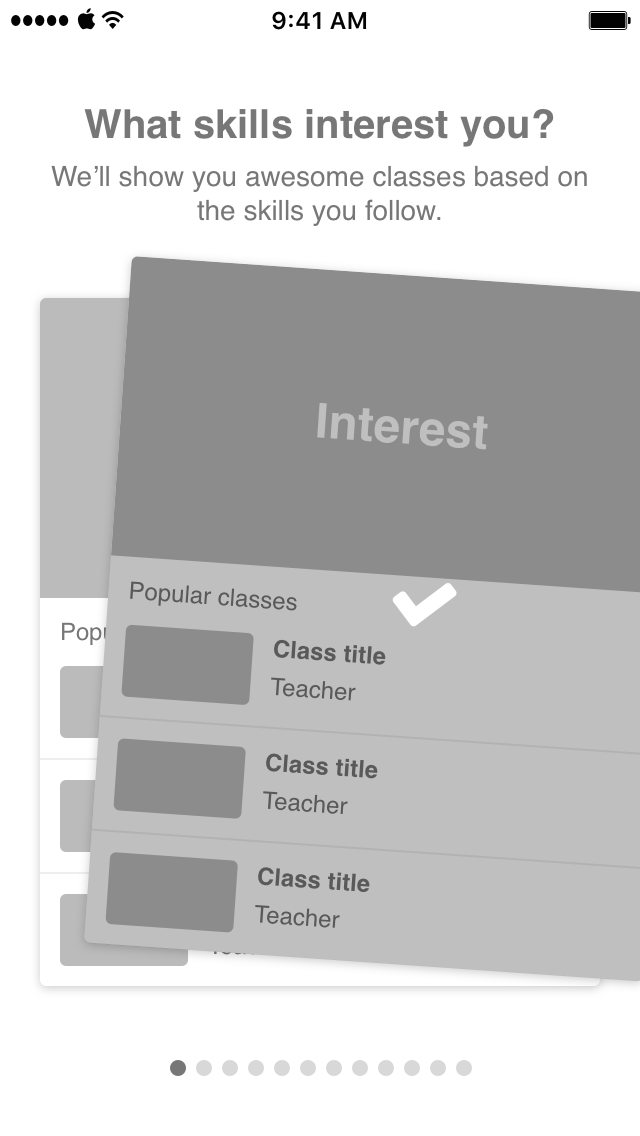 9:41 AM
What skills interest you?
We’ll show you awesome classes based on
the skills you follow.
Interest
Popular classes
Class title
Teacher
Class title
Teacher
Class title
Teacher